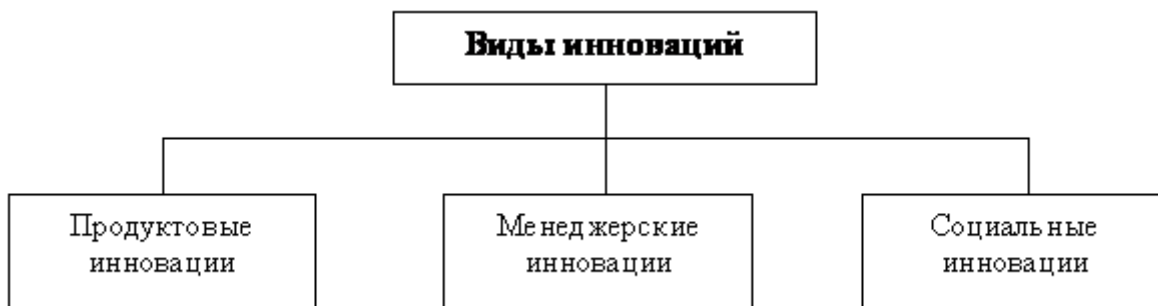 Виды инноваций
Продуктовые
инновации
Менеджерские
инновации
Социальные
инновации